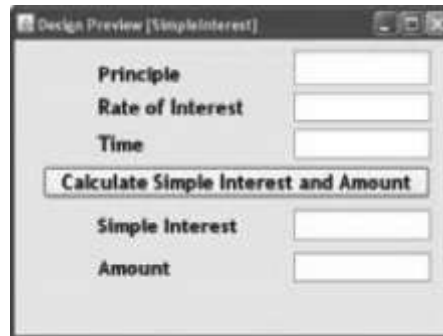 Design Preview [SimpleInterest]
Principle
Rate of Interest
Time
Calculate Simple Interest and Amount
Simple Interest
Amount